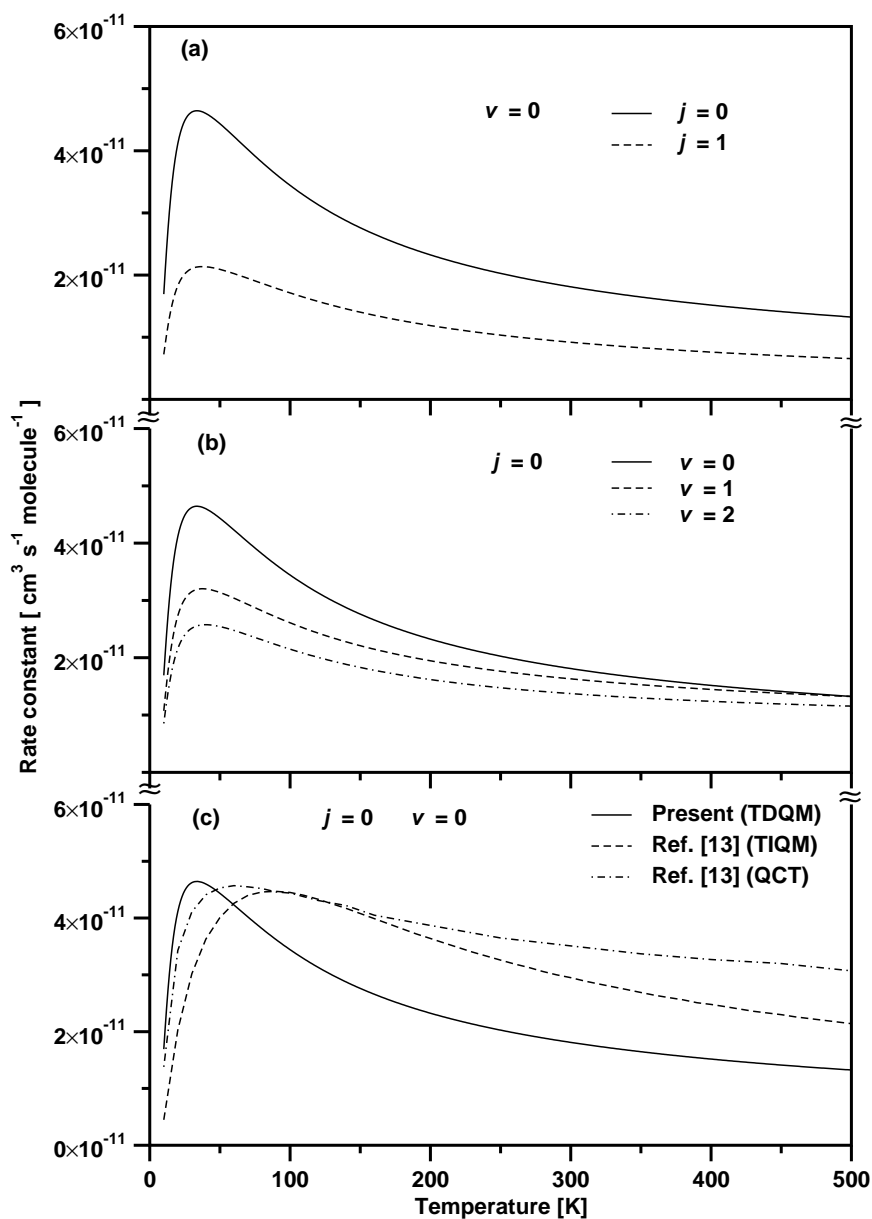 Rate constant [ cm³ s⁻¹ molecule⁻¹ ]
(a)
v = 0
j = 0
j = 1
6×10⁻¹¹
4×10⁻¹¹
2×10⁻¹¹
(b)
j = 0
v = 0
v = 1
v = 2
6×10⁻¹¹
4×10⁻¹¹
2×10⁻¹¹
(c)
j = 0 v = 0
Present (TDQM)
Ref. [13] (TIQM)
Ref. [13] (QCT)
6×10⁻¹¹
4×10⁻¹¹
2×10⁻¹¹
0×10⁻¹¹
0 100 200 300 400 500
Temperature [K]